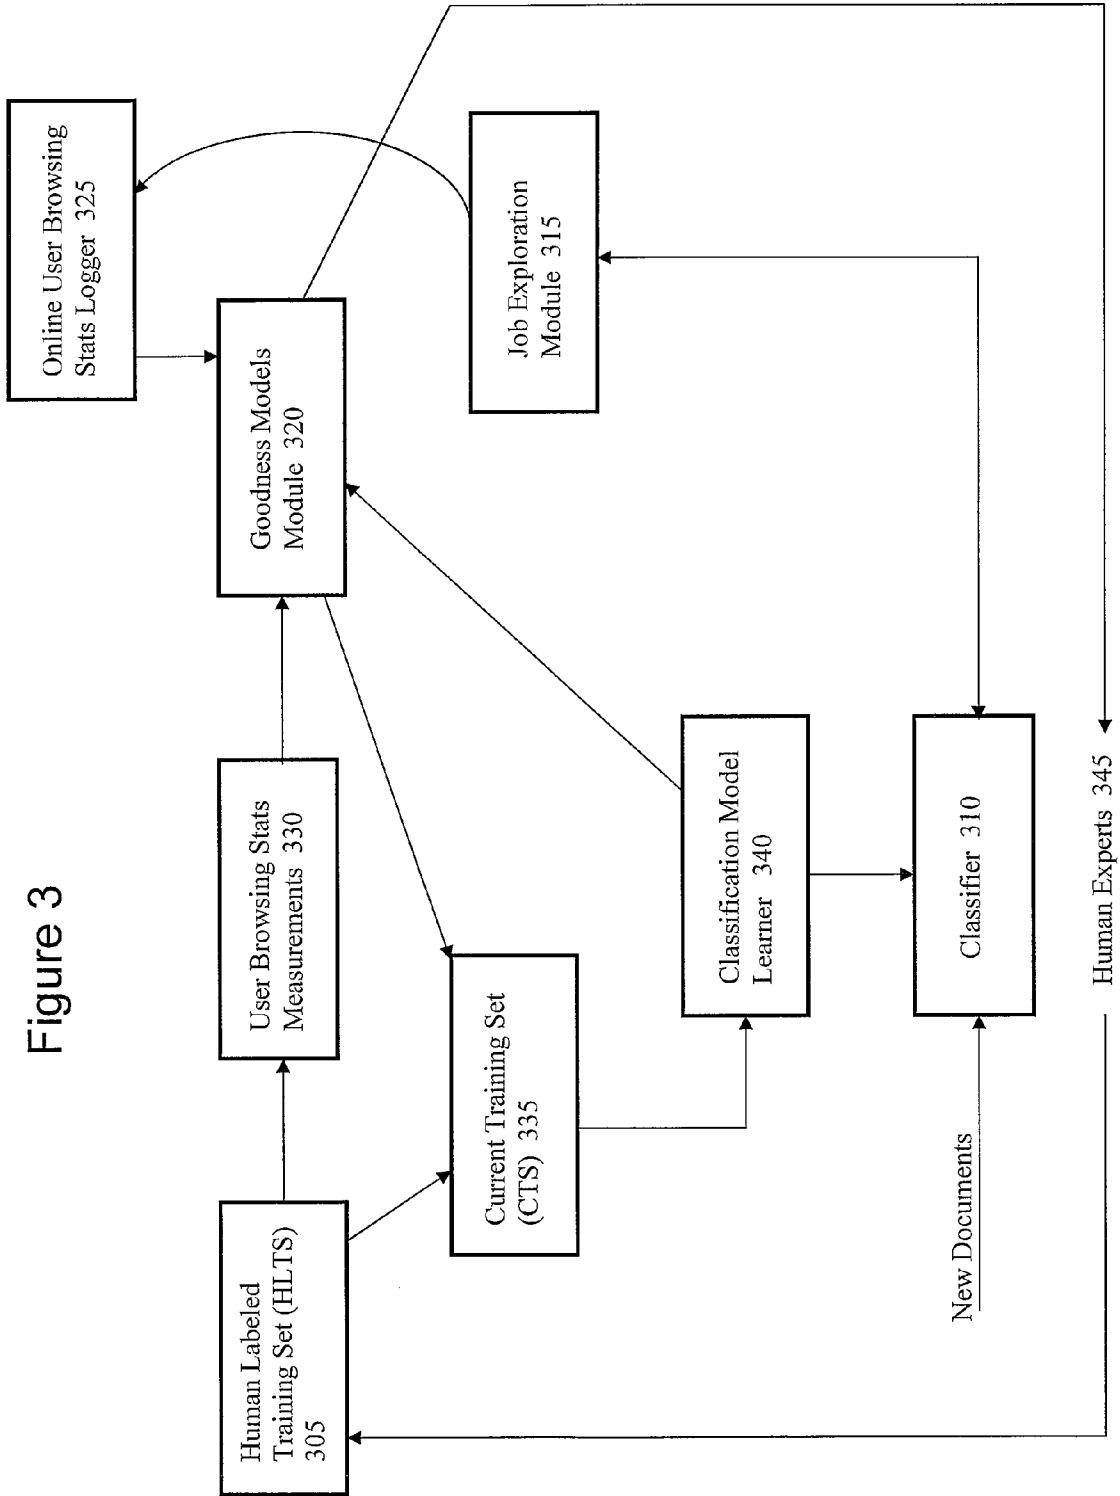 Figure 3
Human Labeled
Training Set (HLTS)
305
User Browsing Stats
Measurements 330
Goodness Models
Module 320
Online User Browsing
Stats Logger 325
Current Training Set
(CTS) 335
Job Exploration
Module 315
Classification Model
Learner 340
New Documents
Classifier 310
Human Experts 345